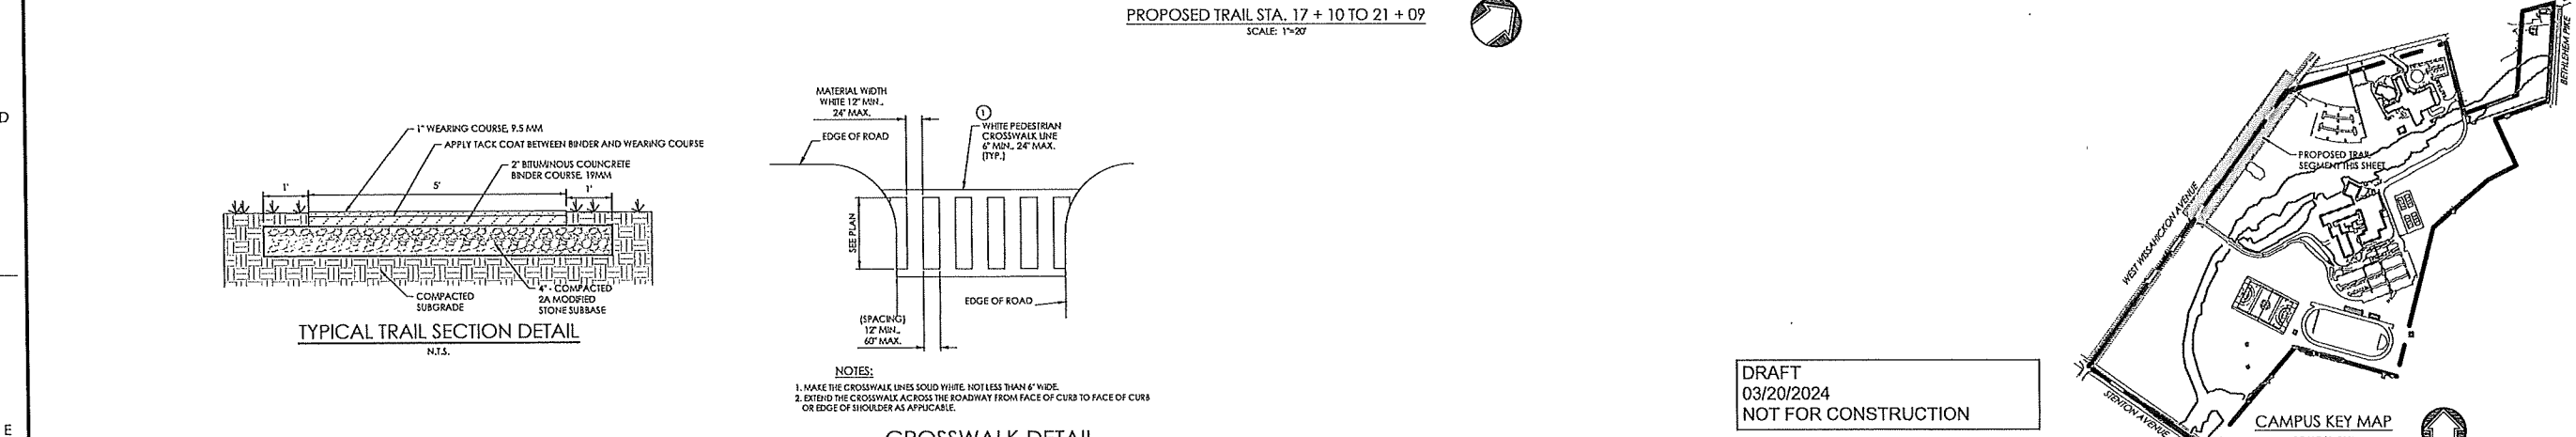 PROPOSED TRAIL STA. 17 + 10 TO 21 + 09
SCALE: 1"=20'
D
1" WEARING COURSE, 9.5 MM
APPLY TACK COAT BETWEEN BINDER AND WEARING COURSE
2" BITUMINOUS COUNCRETE
BINDER COURSE, 19MM
1'
5'
1'
COMPACTED
SUBGRADE
4" - COMPACTED
2A MODIFIED
STONE SUBBASE
TYPICAL TRAIL SECTION DETAIL
N.T.S.
MATERIAL WIDTH
WHITE 12" MIN.,
24" MAX.
EDGE OF ROAD
1
WHITE PEDESTRIAN
CROSSWALK LINE
6" MIN., 24" MAX.
(TYP.)
SEE PLAN
EDGE OF ROAD
(SPACING)
12" MIN.,
60" MAX.
NOTES:
1. MAKE THE CROSSWALK LINES SOLID WHITE, NOT LESS THAN 6" WIDE.
2. EXTEND THE CROSSWALK ACROSS THE ROADWAY FROM FACE OF CURB TO FACE OF CURB
OR EDGE OF SHOULDER AS APPLICABLE.
CROSSWALK DETAIL
DRAFT
03/20/2024
NOT FOR CONSTRUCTION
BETHLEHEM PIKE
PROPOSED TRAIL
SEGMENT THIS SHEET
WEST WISSAHICKON AVENUE
STENTON AVENUE
CAMPUS KEY MAP
E